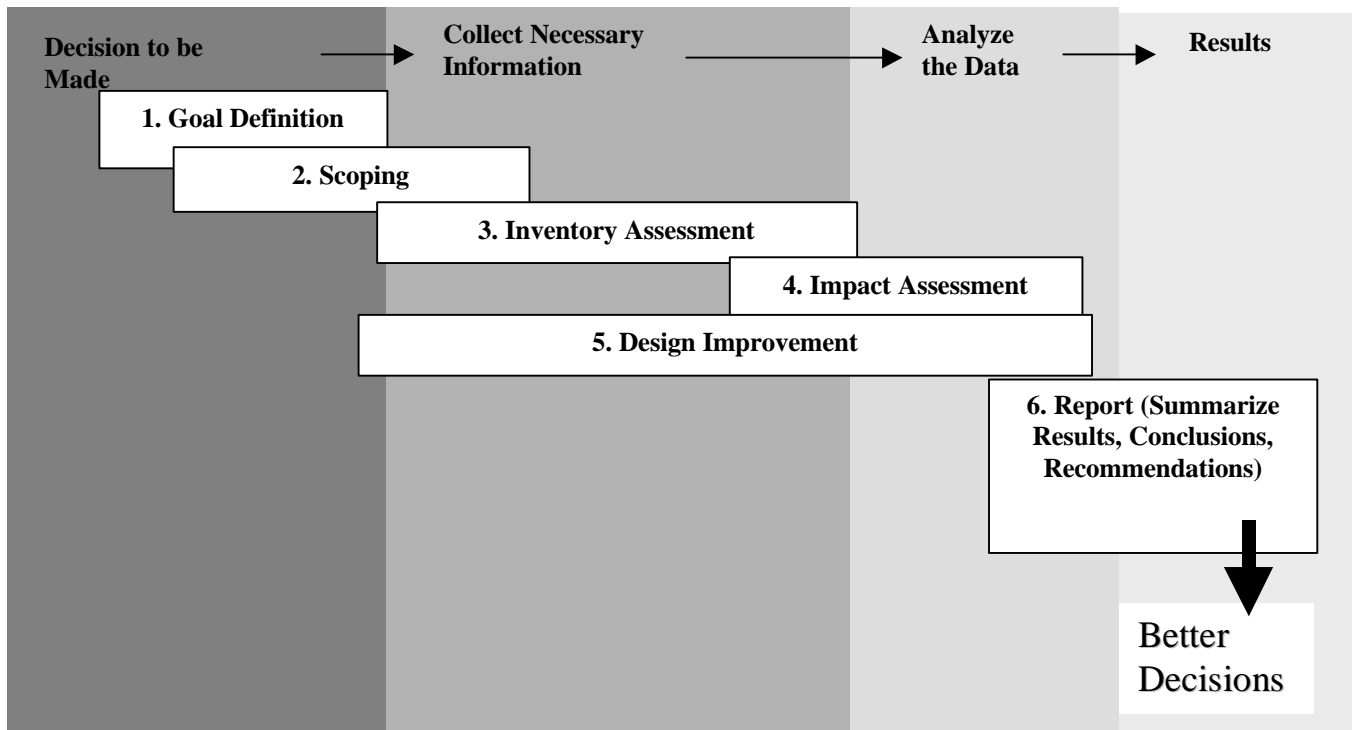 Decision to be
Made
Collect Necessary
Information
Analyze
the Data
Results
1. Goal Definition
2. Scoping
3. Inventory Assessment
4. Impact Assessment
5. Design Improvement
6. Report (Summarize
Results, Conclusions,
Recommendations)
Better
Decisions